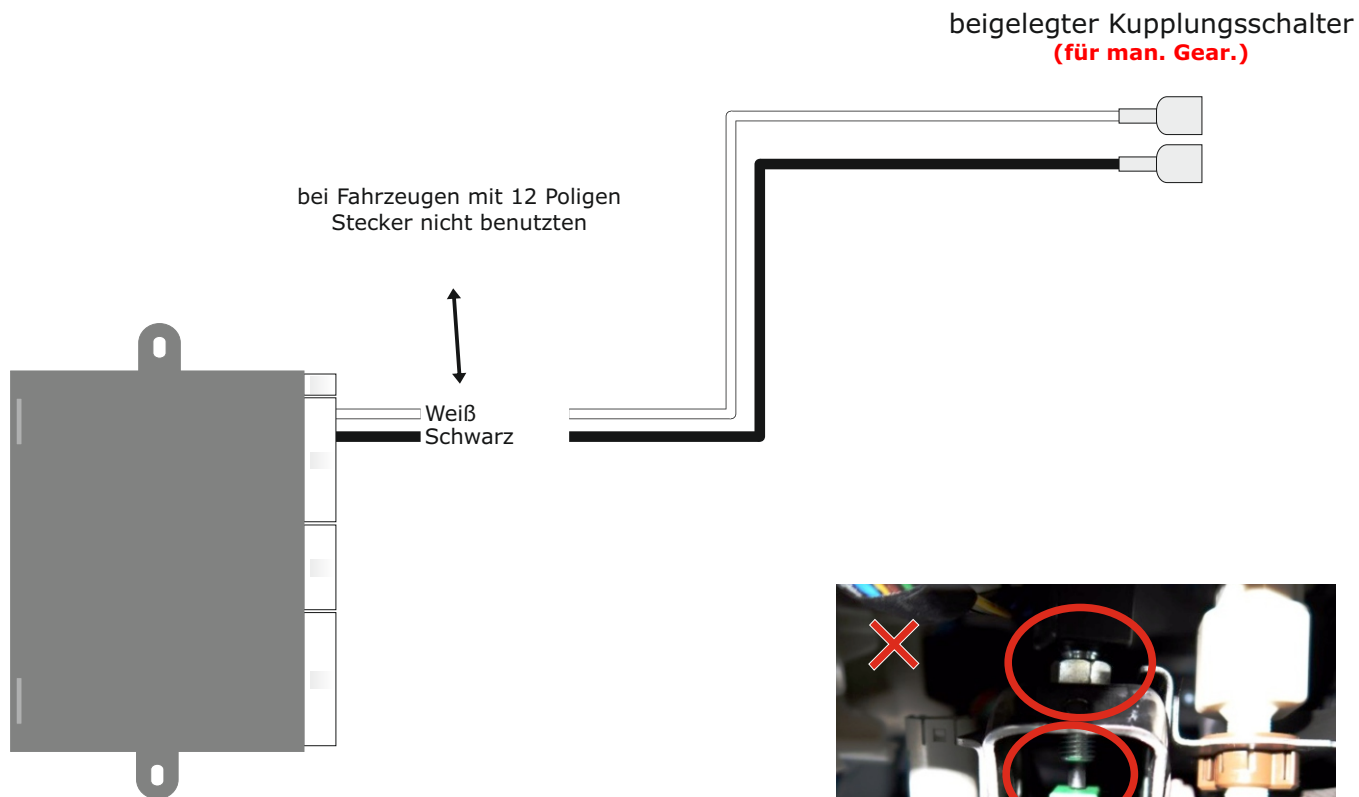 beigelegter Kupplungsschalter
(für man. Gear.)
bei Fahrzeugen mit 12 Poligen
Stecker nicht benutzten
Weiß
Schwarz